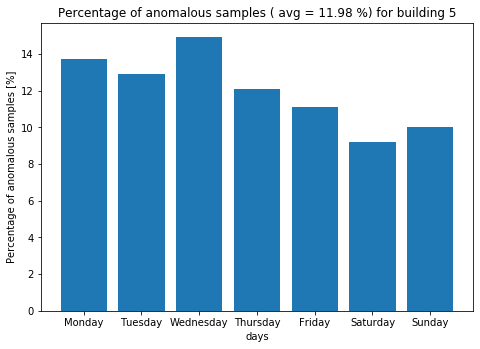 Percentage of anomalous samples ( avg = 11.98 %) for building 5
Percentage of anomalous samples [%]
14
12
10
8
6
4
2
0
Monday Tuesday Wednesday Thursday Friday Saturday Sunday
days